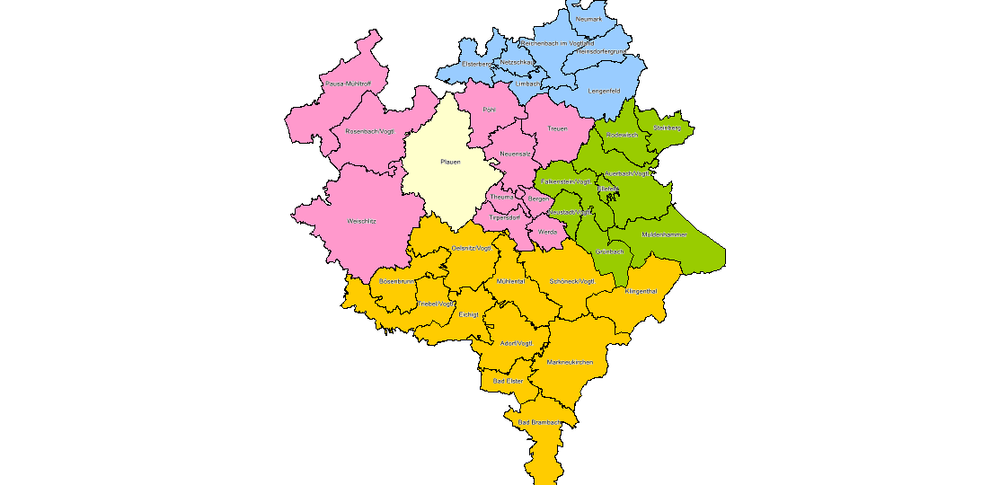 Neumark
Reichenbach im Vogtland
Heinsdorfergrund
Elsterberg
Netzschkau
Limbach
Lengenfeld
Pausa-Mühltroff
Pöhl
Rosenbach/Vogtl.
Treuen
Rodewisch
Steinberg
Neuensalz
Plauen
Auerbach/Vogtl.
Falkenstein/Vogtl.
Ellefeld
Theuma
Bergen
Neustadt/Vogtl.
Weischlitz
Tirpersdorf
Werda
Muldenhammer
Oelsnitz/Vogtl.
Grünbach
Bösenbrunn
Mühlental
Schöneck/Vogtl.
Klingenthal
Triebel/Vogtl.
Eichigt
Adorf/Vogtl.
Markneukirchen
Bad Elster
Bad Brambach